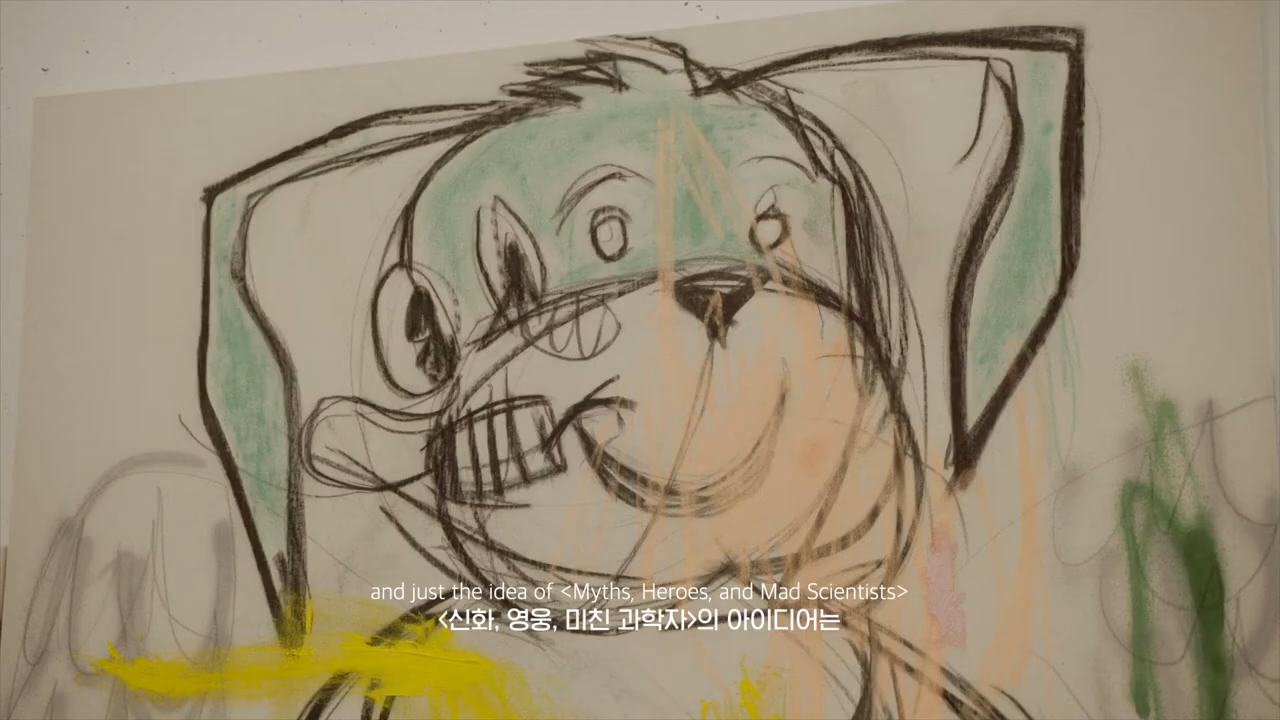 and just the idea of <Myths, Heroes, and Mad Scientists>
<신화, 영웅, 미친 과학자>의 아이디어는